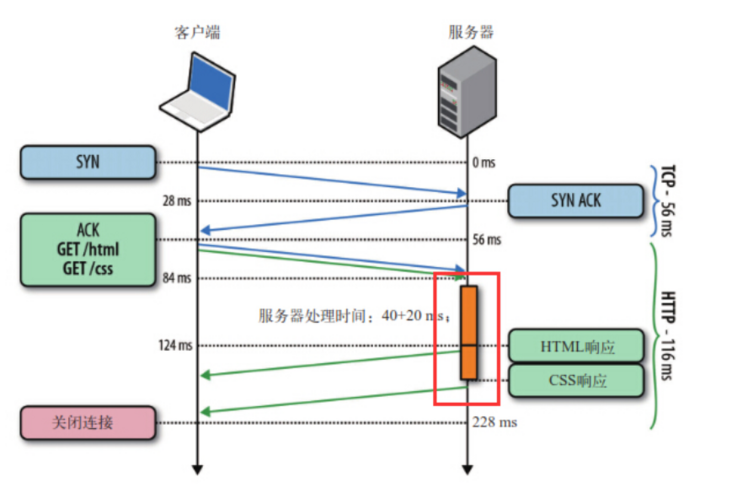 客户端
服务器
SYN
0 ms
TCP - 56 ms
28 ms
SYN ACK
ACK
GET /html
GET /css
56 ms
84 ms
HTTP - 116 ms
服务器处理时间：40+20 ms；
124 ms
HTML响应
CSS响应
关闭连接
228 ms